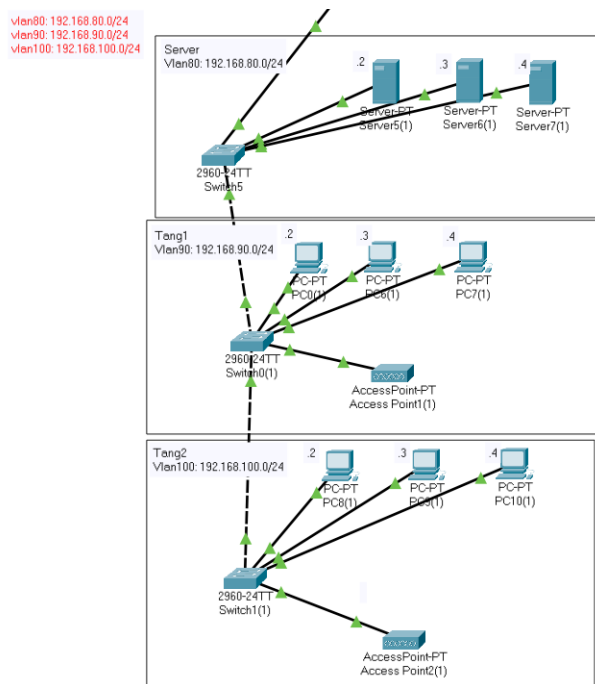 vlan80: 192.168.80.0/24
vlan90: 192.168.90.0/24
vlan100: 192.168.100.0/24
Server
Vlan80: 192.168.80.0/24
.2
.3
.4
Server-PT
Server5(1)
Server-PT
Server6(1)
Server-PT
Server7(1)
2960-24TT
Switch5
Tang1
Vlan90: 192.168.90.0/24
.2
.3
.4
PC-PT
PC0(1)
PC-PT
PC6(1)
PC-PT
PC7(1)
2960-24TT
Switch0(1)
AccessPoint-PT
Access Point1(1)
Tang2
Vlan100: 192.168.100.0/24
.2
.3
.4
PC-PT
PC8(1)
PC-PT
PC9(1)
PC-PT
PC10(1)
2960-24TT
Switch1(1)
AccessPoint-PT
Access Point2(1)